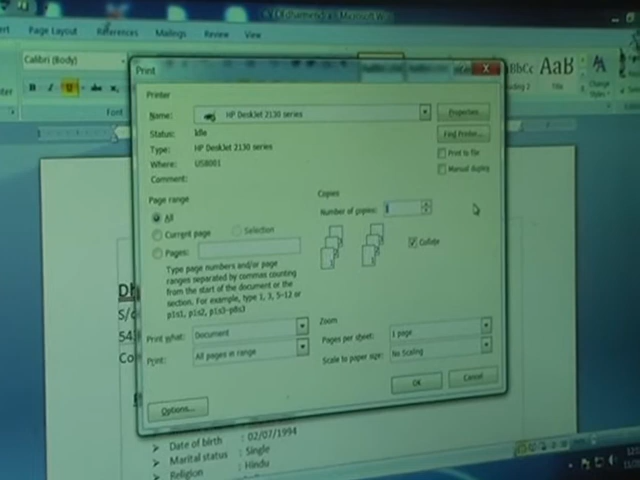 Page Layout References Mailings Review View
Calibri (Body)
Font
Title
Change
Print
Printer
Name: HP DeskJet 2130 series Properties
Status: Idle Find Printer...
Type: HP DeskJet 2130 series Print to file
Where: USB001 Manual duplex
Comment:
Page range
All
Current page Selection
Pages:
Type page numbers and/or page
ranges separated by commas counting
from the start of the document or the
section. For example, type 1, 3, 5-12 or
p1s1, p1s2, p1s3-p8s3
Copies
Number of copies: 1
Collate
Print what: Document
Print: All pages in range
Zoom
Pages per sheet: 1 page
Scale to paper size: No Scaling
Options... OK Cancel
Date of birth : 02/07/1994
Marital status : Single
Religion : Hindu